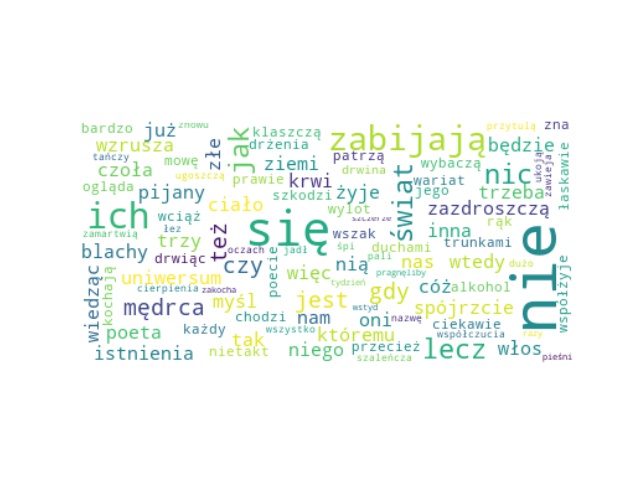 bardzo już znowu klaszczą zabijają przytulą zna
wzrusza złe jak drżenia będzie
tańczy mowę ziemi patrzą wybaczą ukoją zawieja łaskawie
czoła ugoszczą prawie krwi drwina wariat nic
ogląda pijany szkodzi żyje świat jego trzeba
ich wciąż ciało się wylot zazdroszczą rąk nie
zamartwią łez też wszak inna
blachy trzy drwiąc oczach jadł śpi duchami trunkami
wiedząc kochają uniwersum czy poecie więc nią pali nas wtedy dużo współżyje
cierpienia zakocha pragnęliby cóż alkohol
mędrca myśl jest tydzień gdy spójrzcie
chodzi nam wstyd oni nazwę ciekawie
poeta każdy wszystko któremu współczucia razy
tak
istnienia nietakt niego przecież lecz włos
szaleńcza pieśni